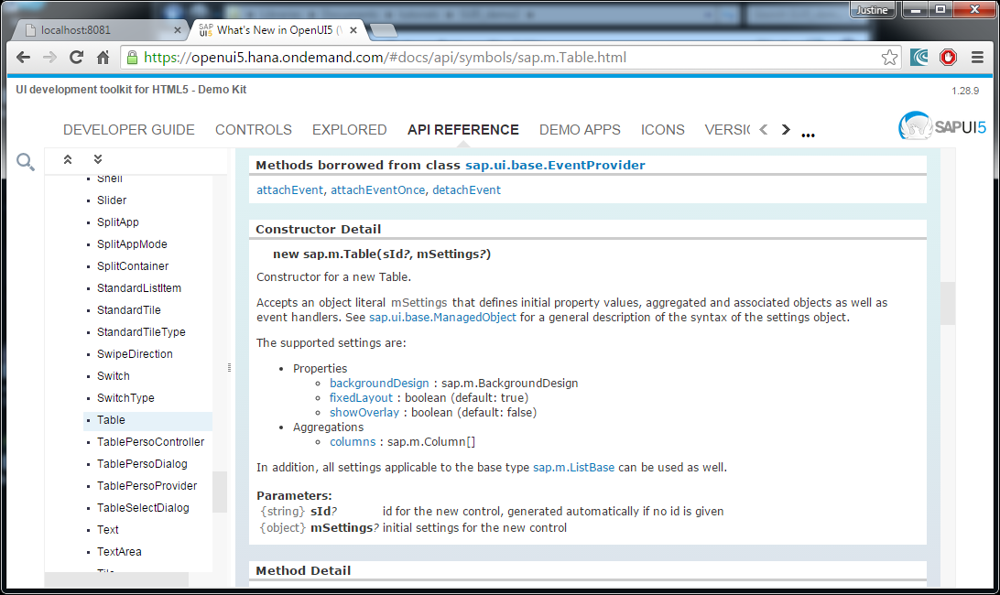 Justine
localhost:8081
SAP UI5 What's New in OpenUI5 (
https://openui5.hana.ondemand.com/#docs/api/symbols/sap.m.Table.html
UI development toolkit for HTML5 - Demo Kit
1.28.9
DEVELOPER GUIDE CONTROLS EXPLORED API REFERENCE DEMO APPS ICONS VERSIO ...
SAPUI5
Shell
Slider
SplitApp
SplitAppMode
SplitContainer
StandardListItem
StandardTile
StandardTileType
SwipeDirection
Switch
SwitchType
Table
TablePersoController
TablePersoDialog
TablePersoProvider
TableSelectDialog
Text
TextArea
Methods borrowed from class sap.ui.base.EventProvider
attachEvent, attachEventOnce, detachEvent
Constructor Detail
new sap.m.Table(sId?, mSettings?)
Constructor for a new Table.
Accepts an object literal mSettings that defines initial property values, aggregated and associated objects as well as
event handlers. See sap.ui.base.ManagedObject for a general description of the syntax of the settings object.
The supported settings are:
• Properties
◦ backgroundDesign : sap.m.BackgroundDesign
◦ fixedLayout : boolean (default: true)
◦ showOverlay : boolean (default: false)
• Aggregations
◦ columns : sap.m.Column[]
In addition, all settings applicable to the base type sap.m.ListBase can be used as well.
Parameters:
{string} sId? id for the new control, generated automatically if no id is given
{object} mSettings? initial settings for the new control
Method Detail